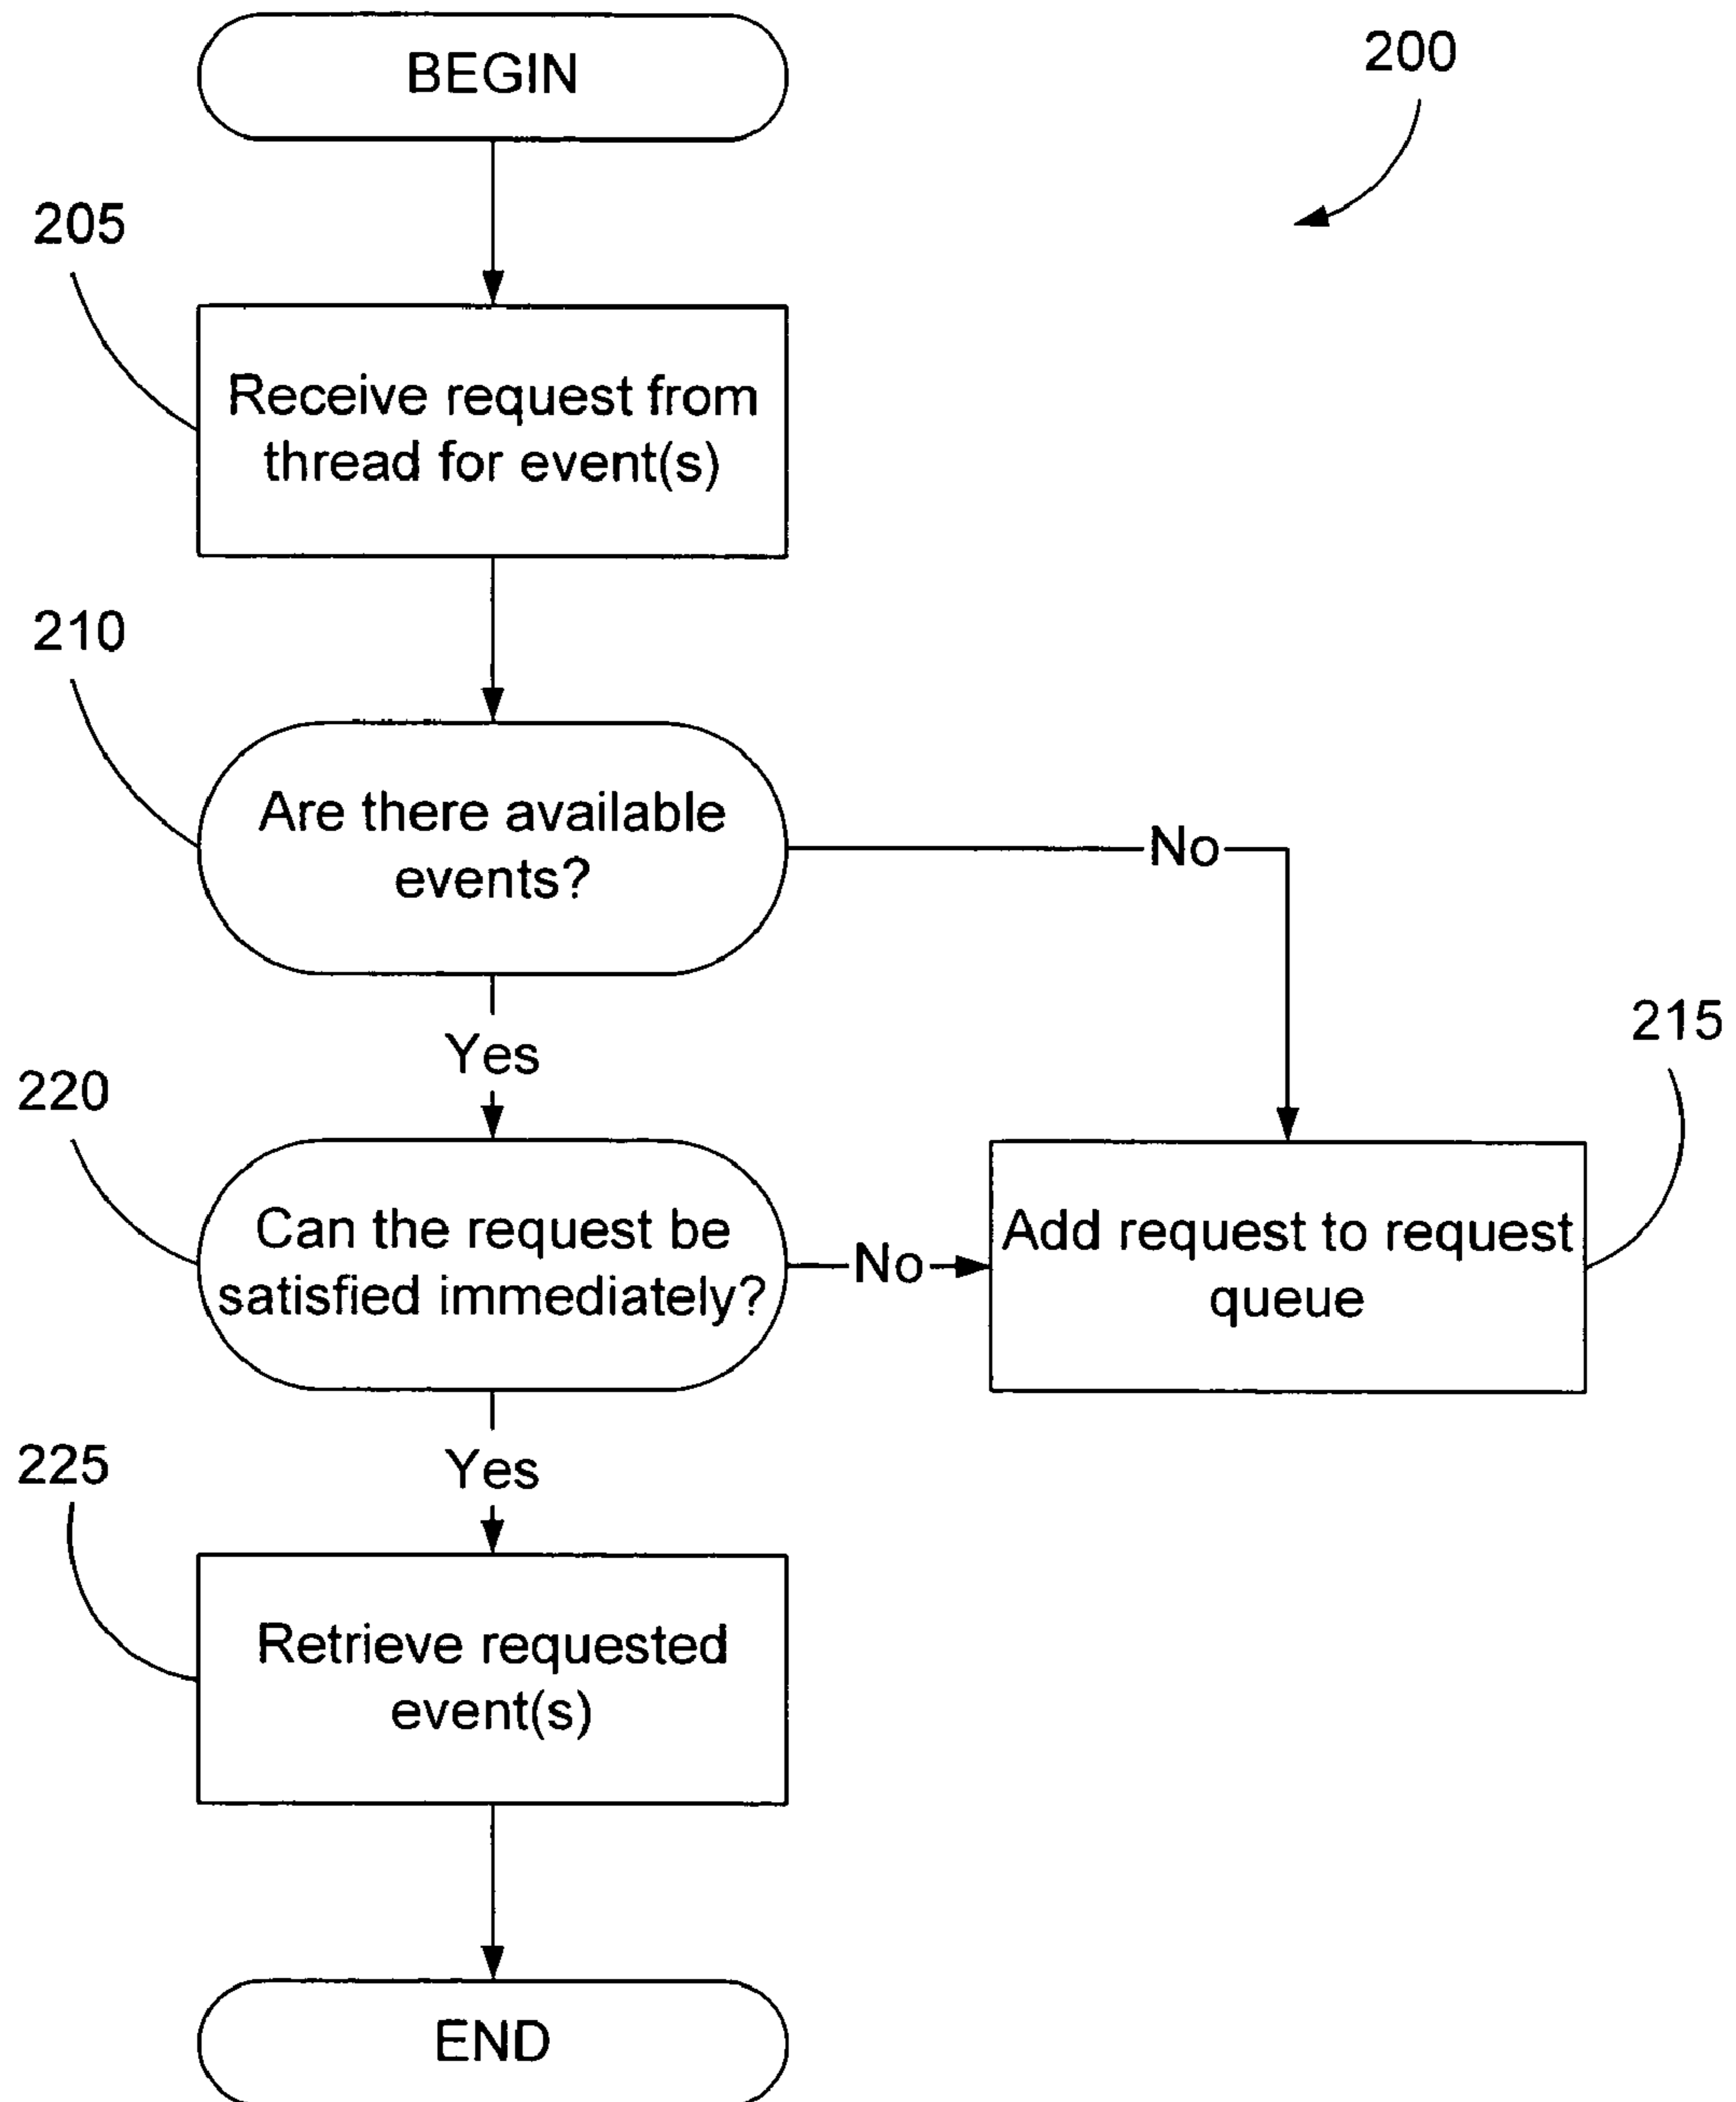 BEGIN
200
205
Receive request from
thread for event(s)
210
Are there available
events?
No
Yes
215
220
Can the request be
satisfied immediately?
No
Add request to request
queue
Yes
225
Retrieve requested
event(s)
END